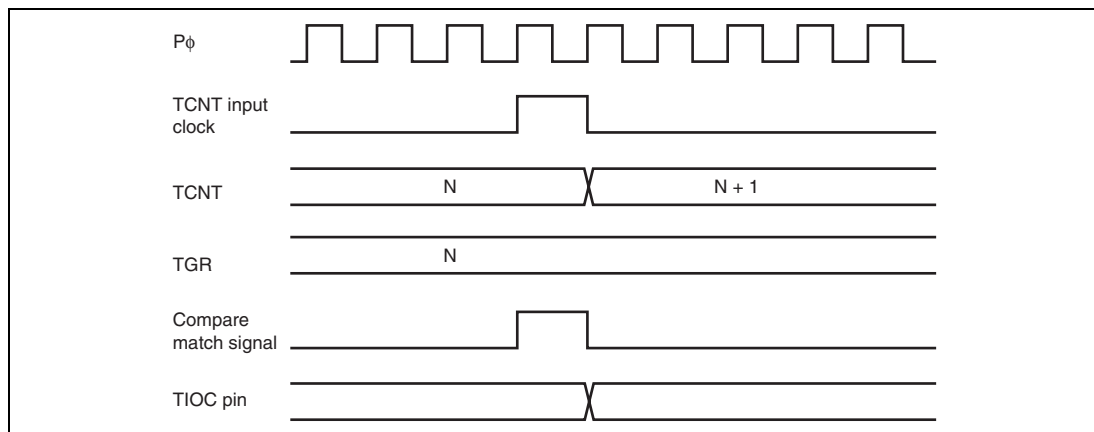 Pϕ
TCNT input
clock
TCNT
N
N + 1
TGR
N
Compare
match signal
TIOC pin